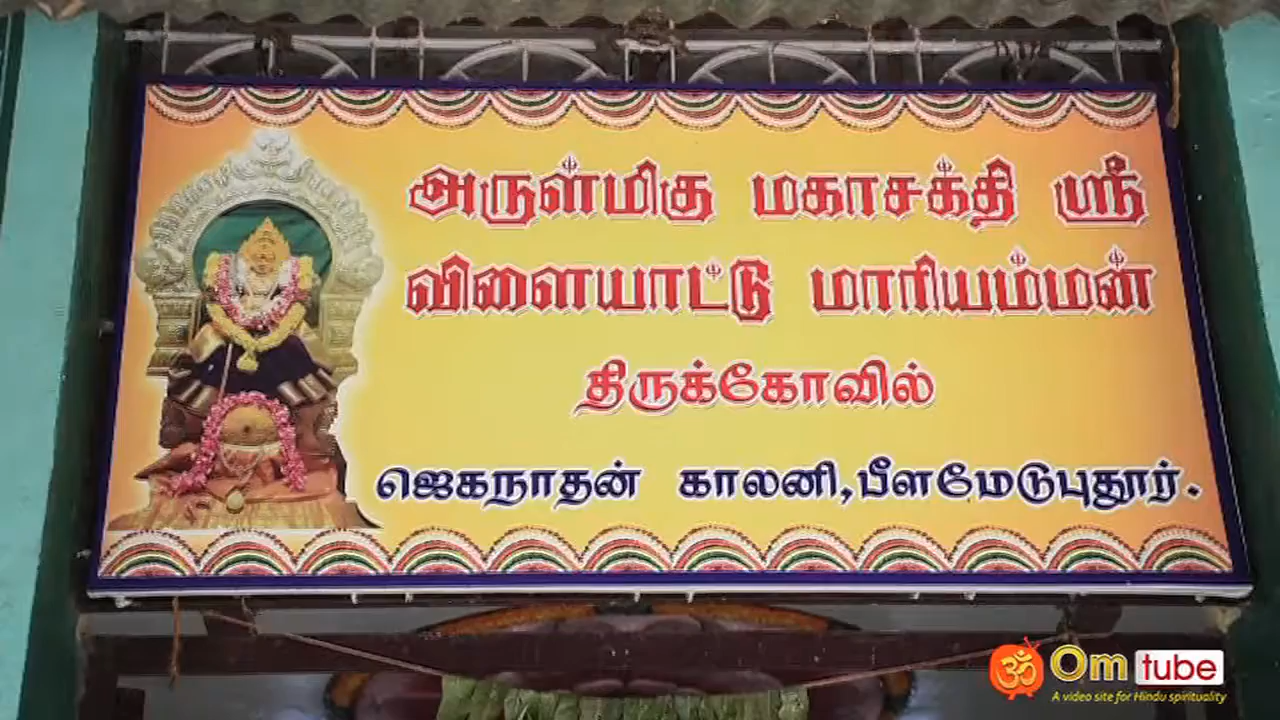 அருள்மிகு மகாசக்தி ஸ்ரீ
விளையாட்டு மாரியம்மன்
திருக்கோவில்
ஜெகநாதன் காலனி,பீளமேடுபுதூர்.
ॐ Om tube
A video site for Hindu spirituality